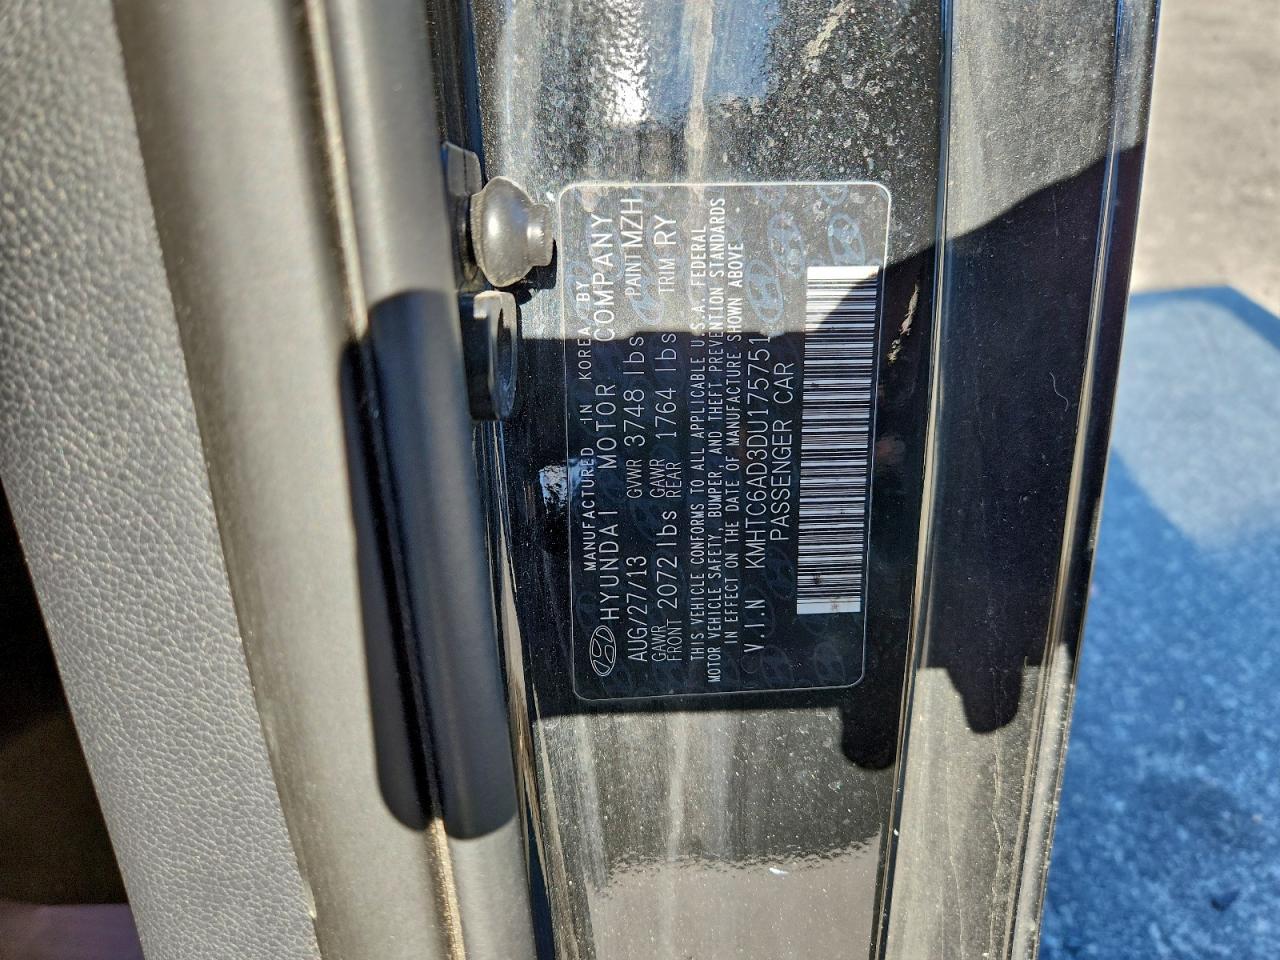 MANUFACTURED IN KOREA BY
HYUNDAI MOTOR COMPANY
AUG/27/13 GVWR 3748 lbs PAINT MZH
GAWR FRONT 2072 lbs GAWR REAR 1764 lbs TRIM RY
THIS VEHICLE CONFORMS TO ALL APPLICABLE U.S.A. FEDERAL
MOTOR VEHICLE SAFETY, BUMPER, AND THEFT PREVENTION STANDARDS
IN EFFECT ON THE DATE OF MANUFACTURE SHOWN ABOVE
V.I.N KMHTC6AD3DU175751
PASSENGER CAR